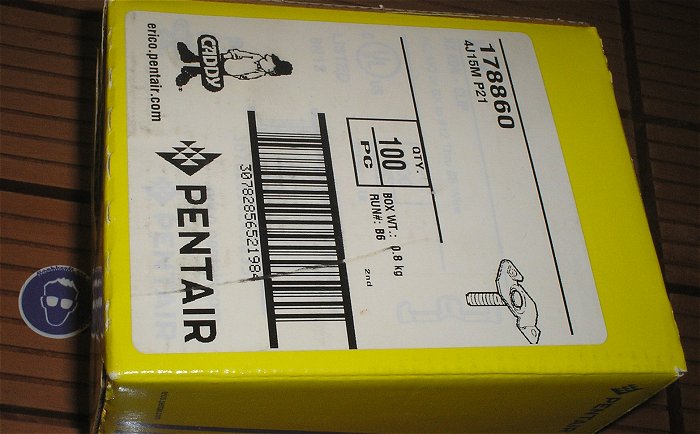 178860
4J15M P21
QTY.
100
PC
BOX WT.: 0.8 kg
RUN#: B6
2nd
30782856521984
CADDY
erico.pentair.com
PENTAIR
PENTAIR